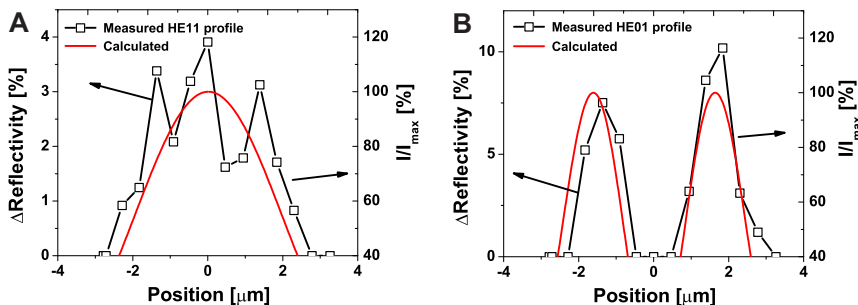 A
Measured HE11 profile
Calculated
ΔReflectivity [%]
4
3
2
1
0
120
100
80
60
40
I/Imax [%]
-4
-2
0
2
4
Position [μm]
B
Measured HE01 profile
Calculated
ΔReflectivity [%]
10
5
0
120
100
80
60
40
I/Imax [%]
-4
-2
0
2
4
Position [μm]